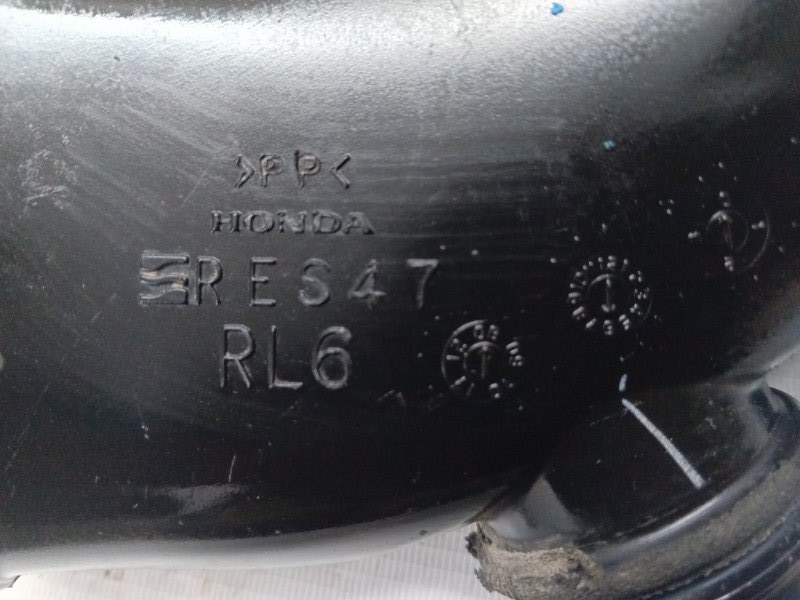 >PP<
HONDA
RES47
RL6